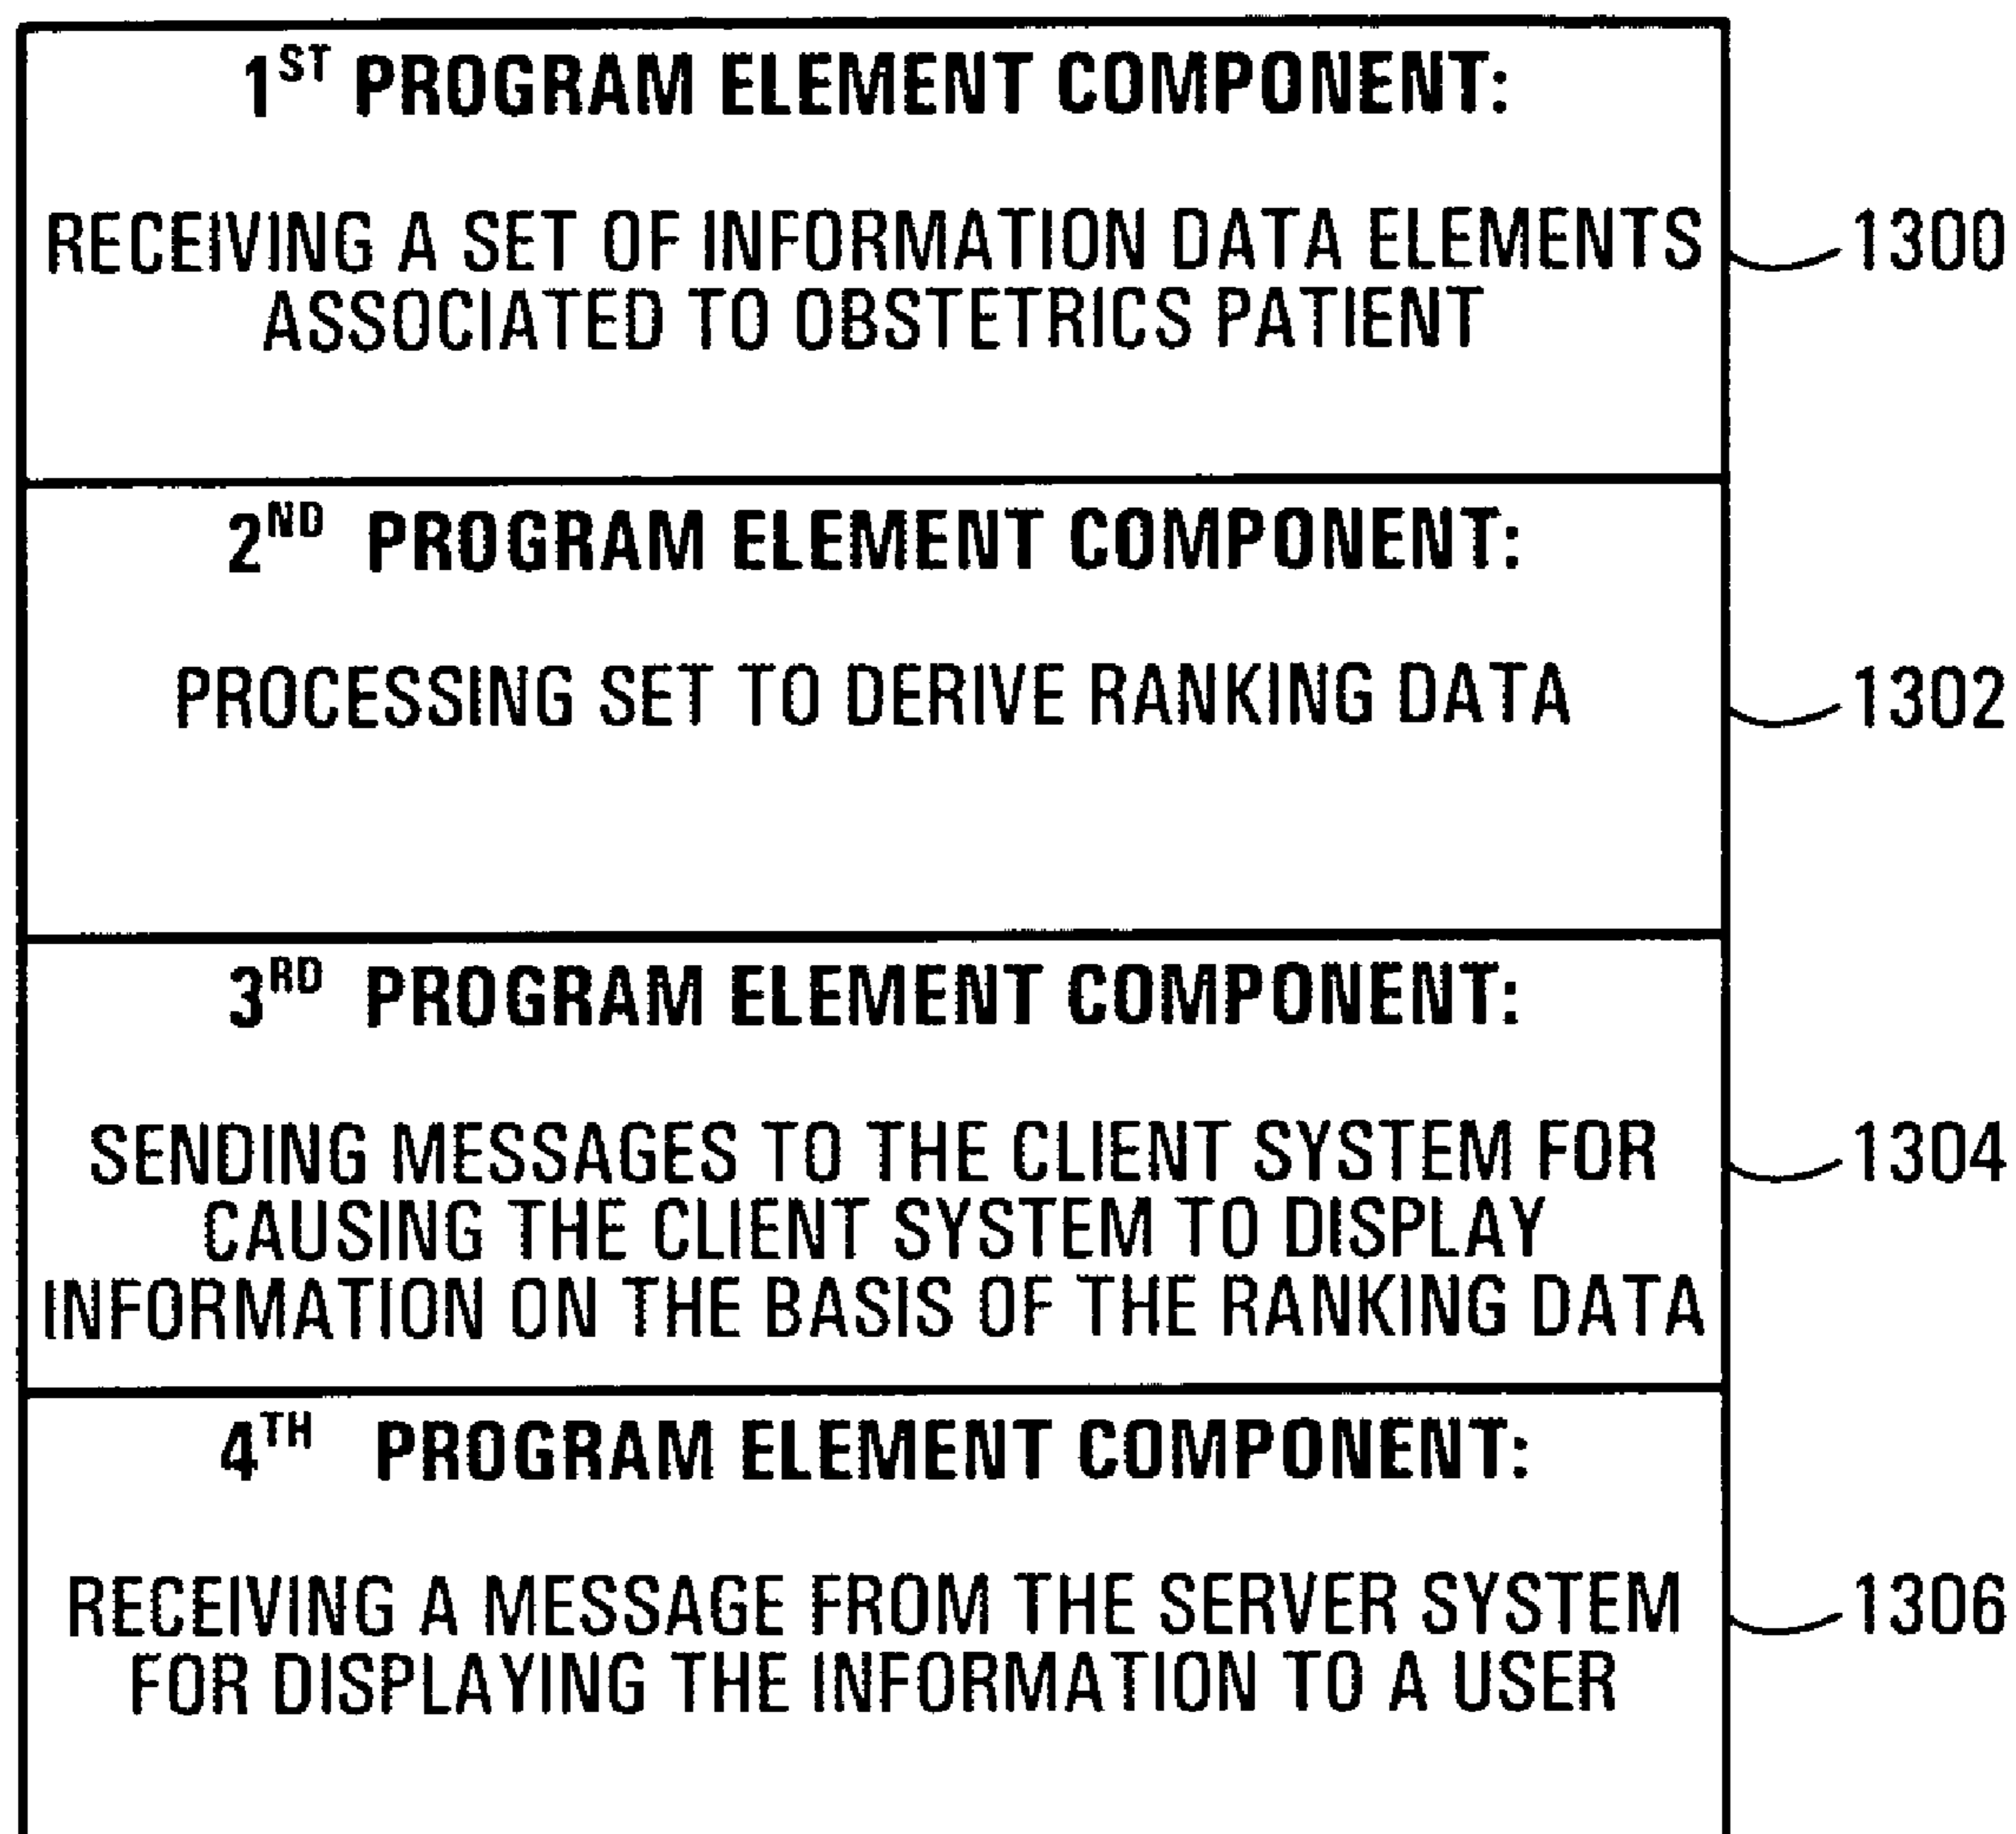 1ST PROGRAM ELEMENT COMPONENT:
RECEIVING A SET OF INFORMATION DATA ELEMENTS
ASSOCIATED TO OBSTETRICS PATIENT
1300
2ND PROGRAM ELEMENT COMPONENT:
PROCESSING SET TO DERIVE RANKING DATA
1302
3RD PROGRAM ELEMENT COMPONENT:
SENDING MESSAGES TO THE CLIENT SYSTEM FOR
CAUSING THE CLIENT SYSTEM TO DISPLAY
INFORMATION ON THE BASIS OF THE RANKING DATA
1304
4TH PROGRAM ELEMENT COMPONENT:
RECEIVING A MESSAGE FROM THE SERVER SYSTEM
FOR DISPLAYING THE INFORMATION TO A USER
1306